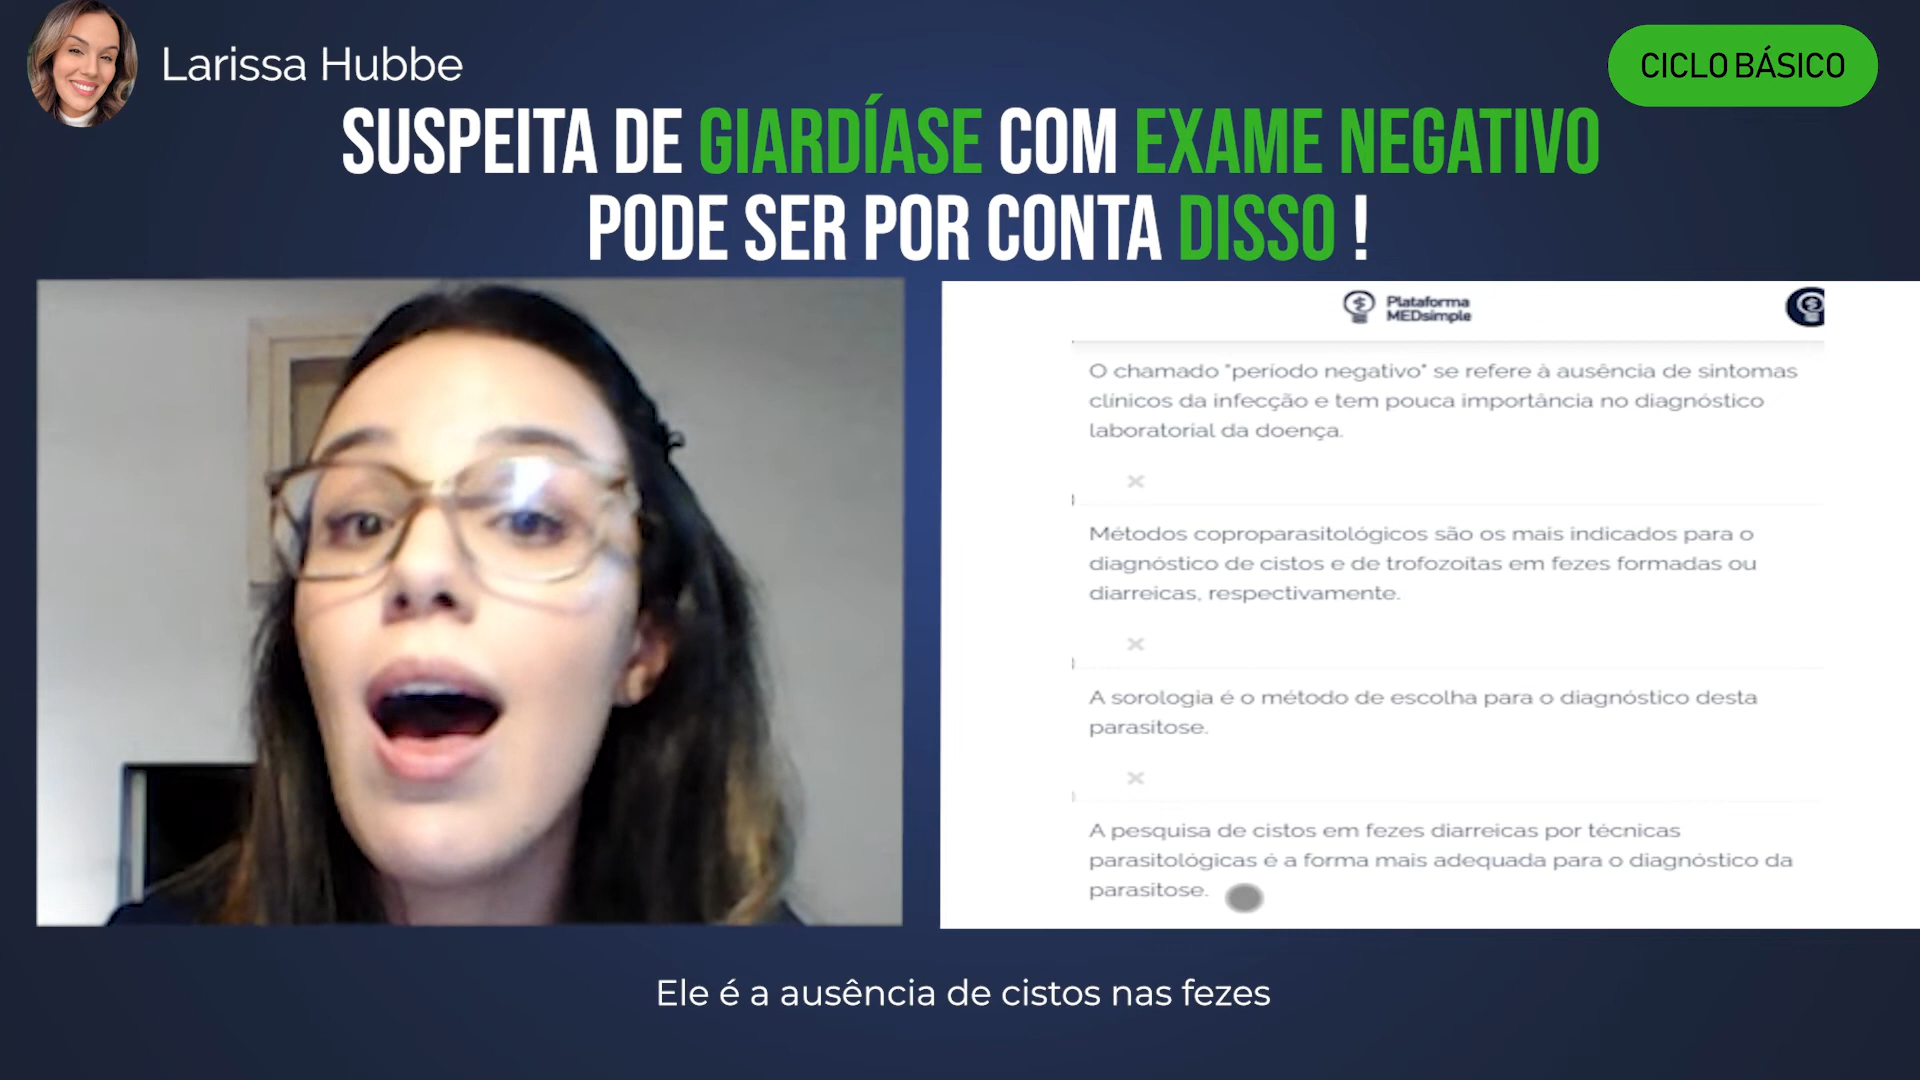 Larissa Hubbe
CICLO BÁSICO
SUSPEITA DE GIARDÍASE COM EXAME NEGATIVO
PODE SER POR CONTA DISSO !
Plataforma
MEDsimple
O chamado "período negativo" se refere à ausência de sintomas
clínicos da infecção e tem pouca importância no diagnóstico
laboratorial da doença.
Métodos coproparasitológicos são os mais indicados para o
diagnóstico de cistos e de trofozoítas em fezes formadas ou
diarreicas, respectivamente.
A sorologia é o método de escolha para o diagnóstico desta
parasitose.
A pesquisa de cistos em fezes diarreicas por técnicas
parasitológicas é a forma mais adequada para o diagnóstico da
parasitose.
Ele é a ausência de cistos nas fezes